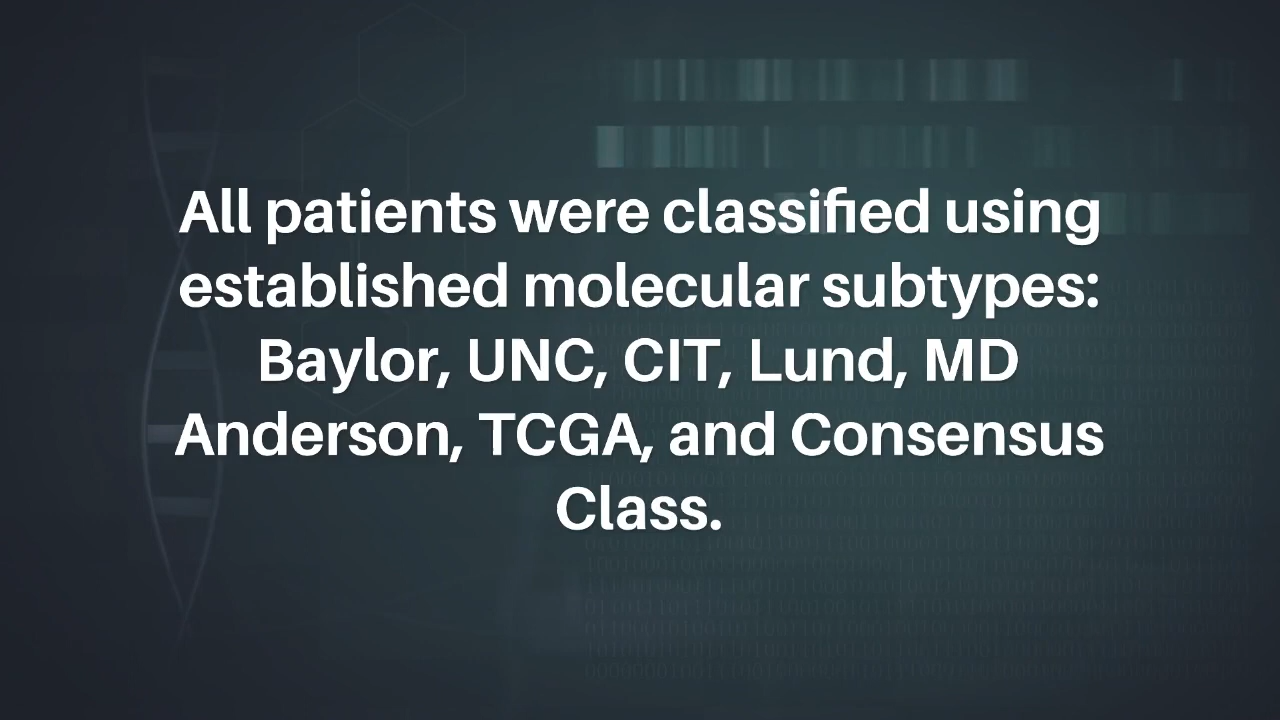 All patients were classified using
established molecular subtypes:
Baylor, UNC, CIT, Lund, MD
Anderson, TCGA, and Consensus
Class.